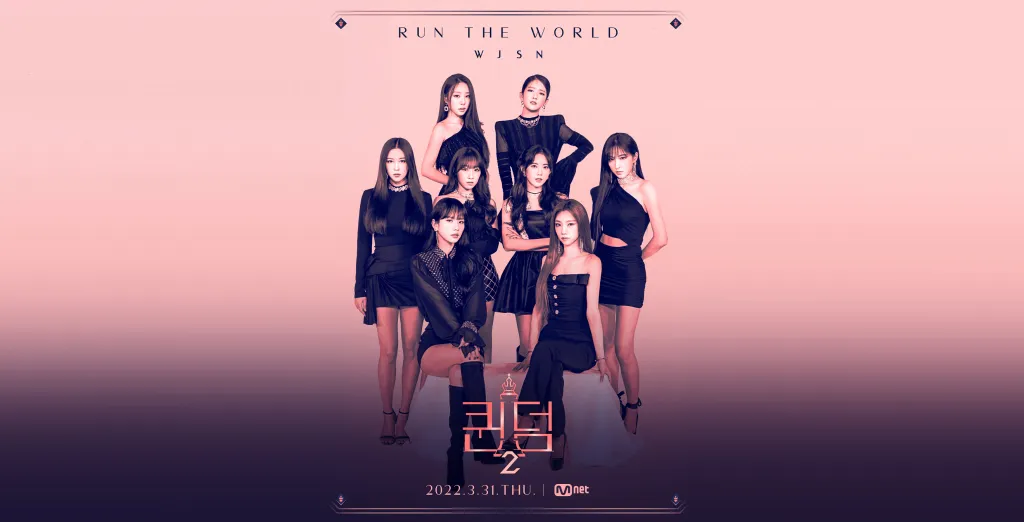 RUN THE WORLD
WJSN
퀸덤
2
2022.3.31.THU. | Mnet